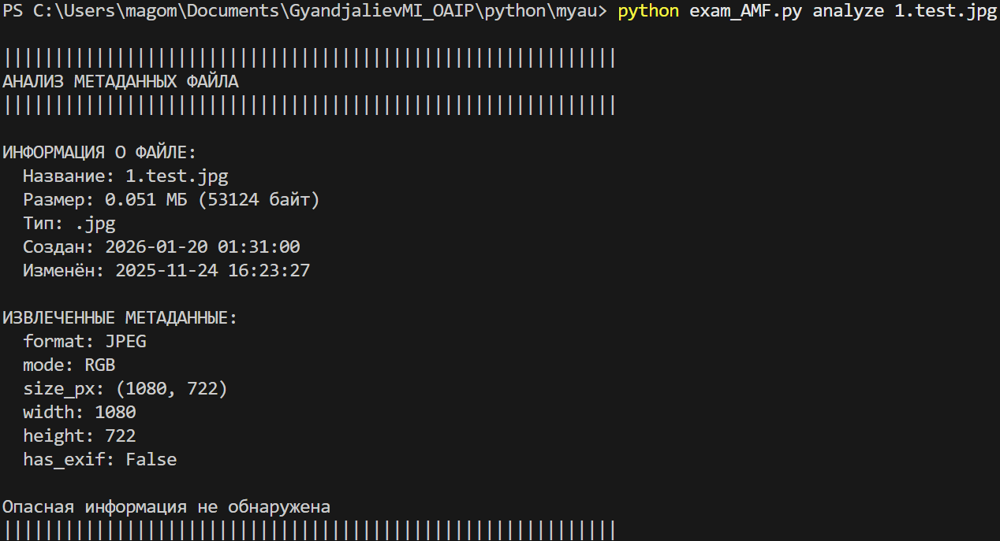 PS C:\Users\magom\Documents\GyandjalievMI_OAIP\python\myau> python exam_AMF.py analyze 1.test.jpg
||||||||||||||||||||||||||||||||||||||||||||||||||||||||||||
АНАЛИЗ МЕТАДАННЫХ ФАЙЛА
||||||||||||||||||||||||||||||||||||||||||||||||||||||||||||
ИНФОРМАЦИЯ О ФАЙЛЕ:
Название: 1.test.jpg
Размер: 0.051 МБ (53124 байт)
Тип: .jpg
Создан: 2026-01-20 01:31:00
Изменён: 2025-11-24 16:23:27
ИЗВЛЕЧЕННЫЕ МЕТАДАННЫЕ:
format: JPEG
mode: RGB
size_px: (1080, 722)
width: 1080
height: 722
has_exif: False
Опасная информация не обнаружена
||||||||||||||||||||||||||||||||||||||||||||||||||||||||||||